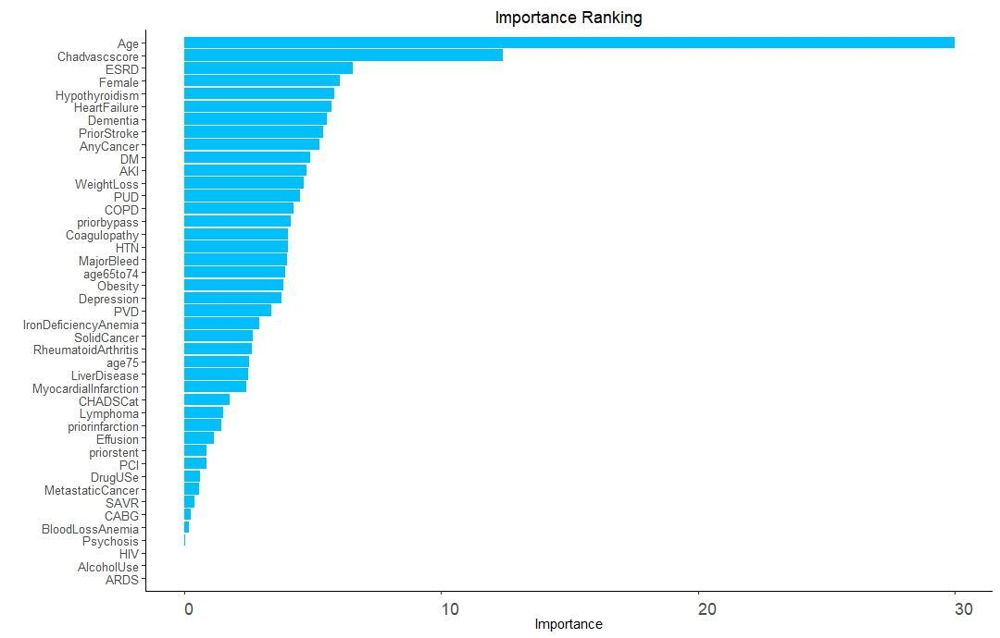 Importance Ranking
Age
Chadvascscore
ESRD
Female
Hypothyroidism
HeartFailure
Dementia
PriorStroke
AnyCancer
DM
AKI
WeightLoss
PUD
COPD
priorbypass
Coagulopathy
HTN
MajorBleed
age65to74
Obesity
Depression
PVD
IronDeficiencyAnemia
SolidCancer
RheumatoidArthritis
age75
LiverDisease
MyocardialInfarction
CHADSCat
Lymphoma
priorinfarction
Effusion
priorstent
PCI
DrugUSe
MetastaticCancer
SAVR
CABG
BloodLossAnemia
Psychosis
HIV
AlcoholUse
ARDS
0 10 20 30
Importance